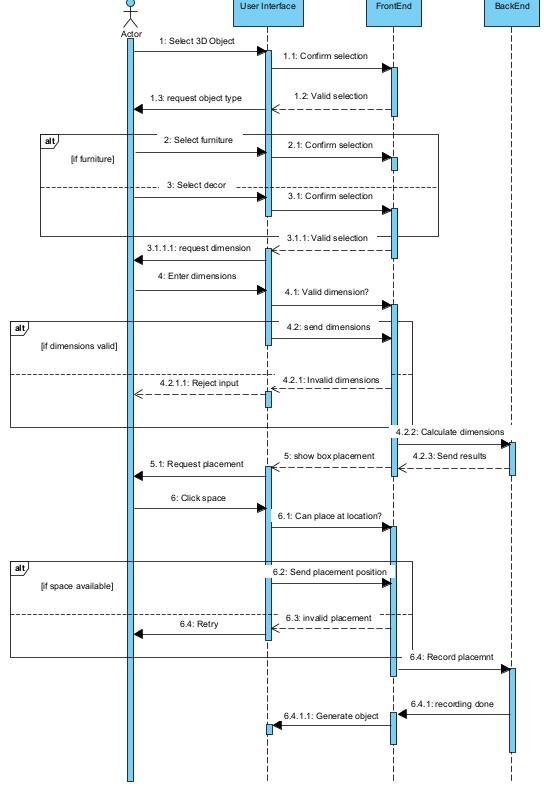 User Interface
FrontEnd
BackEnd
Actor
1: Select 3D Object
1.1: Confirm selection
1.2: Valid selection
1.3: request object type
alt
2: Select furniture
2.1: Confirm selection
[if furniture]
3: Select decor
3.1: Confirm selection
3.1.1: Valid selection
3.1.1.1: request dimension
4: Enter dimensions
4.1: Valid dimension?
alt
4.2: send dimensions
[if dimensions valid]
4.2.1: Invalid dimensions
4.2.1.1: Reject input
4.2.2: Calculate dimensions
4.2.3: Send results
5: show box placement
5.1: Request placement
6: Click space
6.1: Can place at location?
alt
6.2: Send placement position
[if space available]
6.3: invalid placement
6.4: Retry
6.4: Record placemnt
6.4.1: recording done
6.4.1.1: Generate object